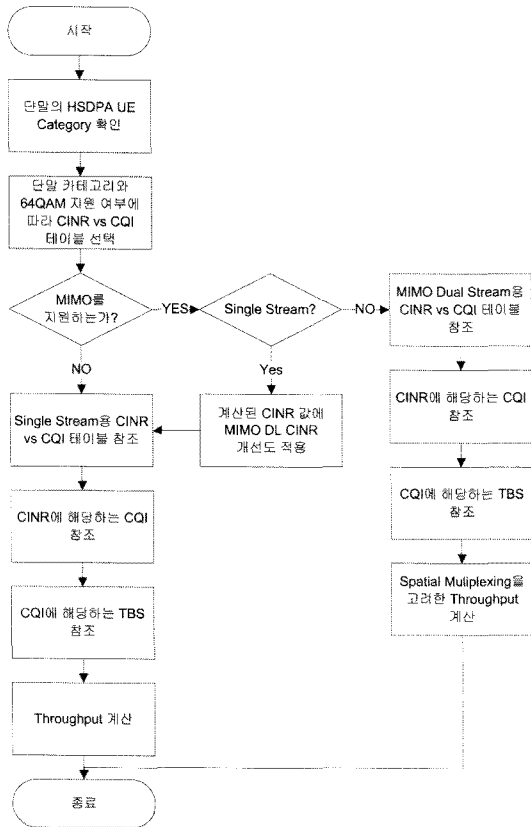 시작
단말의 HSDPA UE
Category 확인
단말 카테고리와
64QAM 지원 여부에
따라 CINR vs CQI
테이블 선택
MIMO를
지원하는가?
YES
Single Stream?
NO
MIMO Dual Stream용
CINR vs CQI 테이블
참조
NO
Yes
Single Stream용 CINR
vs CQI 테이블 참조
계산된 CINR 값에
MIMO DL CINR
개선도 적용
CINR에 해당하는 CQI
참조
CINR에 해당하는 CQI
참조
CQI에 해당하는 TBS
참조
CQI에 해당하는 TBS
참조
Spatial Muliplexing을
고려한 Throughput
계산
Throughput 계산
종료